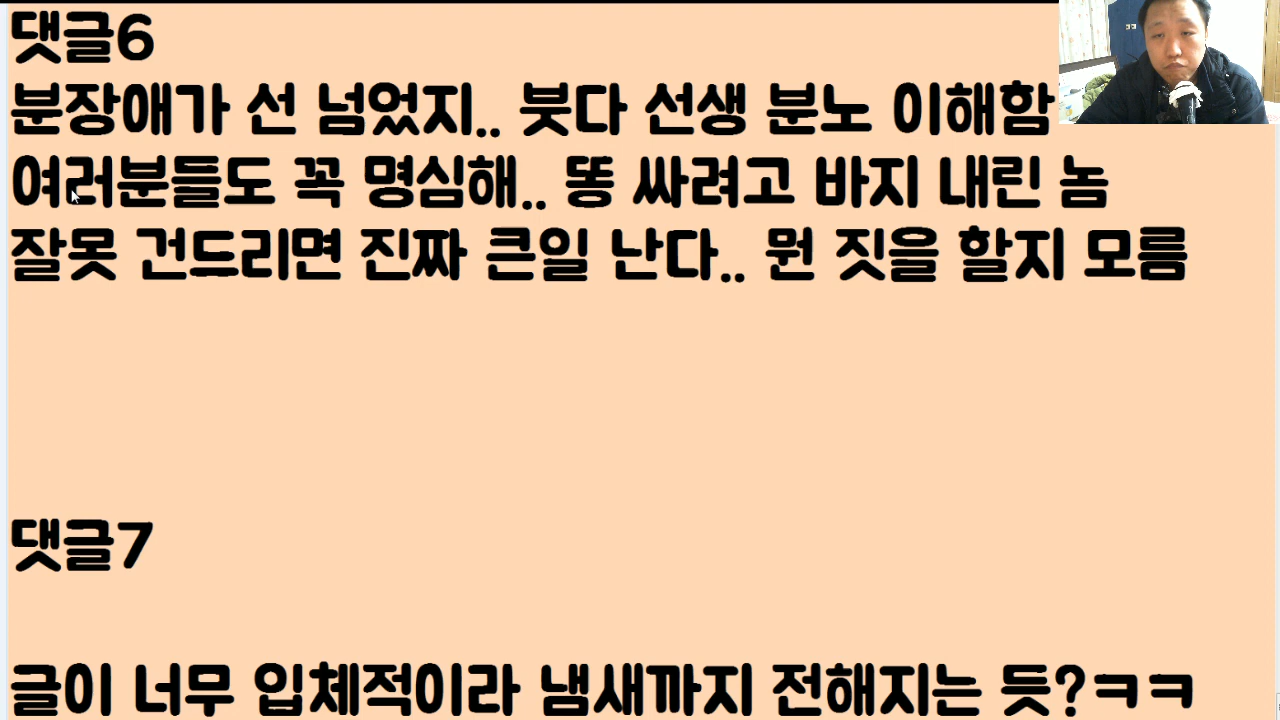 댓글6
분장애가 선 넘었지.. 붓다 선생 분노 이해함
여러분들도 꼭 명심해.. 똥 싸려고 바지 내린 놈
잘못 건드리면 진짜 큰일 난다.. 뭔 짓을 할지 모름
댓글7
글이 너무 입체적이라 냄새까지 전해지는 듯?ㅋㅋ